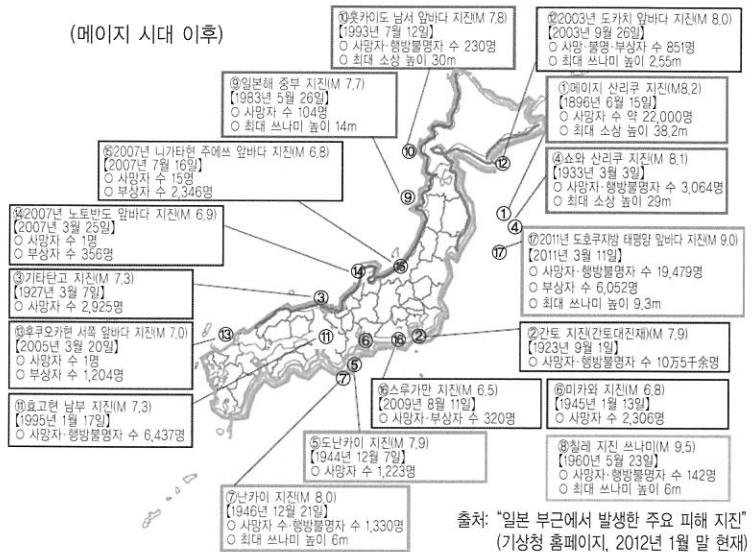 (메이지 시대 이후)
⑩홋카이도 남서 앞바다 지진(M 7.8)
【1993년 7월 12일】
○ 사망자·행방불명자 수 230명
○ 최대 소상 높이 30m
⑫2003년 도카치 앞바다 지진(M 8.0)
【2003년 9월 26일】
○ 사망·불명·부상자 수 851명
○ 최대 쓰나미 높이 2.55m
⑨일본해 중부 지진(M 7.7)
【1983년 5월 26일】
○ 사망자 수 104명
○ 최대 쓰나미 높이 14m
①메이지 산리쿠 지진(M8.2)
【1896년 6월 15일】
○ 사망자 수 약 22,000명
○ 최대 소상 높이 38.2m
⑮2007년 니가타현 주에쓰 앞바다 지진(M 6.8)
【2007년 7월 16일】
○ 사망자 수 15명
○ 부상자 수 2,346명
④쇼와 산리쿠 지진(M 8.1)
【1933년 3월 3일】
○ 사망자·행방불명자 수 3,064명
○ 최대 소상 높이 29m
⑭2007년 노토반도 앞바다 지진(M 6.9)
【2007년 3월 25일】
○ 사망자 수 1명
○ 부상자 수 356명
⑰2011년 도호쿠지방 태평양 앞바다 지진(M 9.0)
【2011년 3월 11일】
○ 사망자·행방불명자 수 19,479명
○ 부상자 수 6,052명
○ 최대 쓰나미 높이 9.3m
③기타탄고 지진(M 7.3)
【1927년 3월 7일】
○ 사망자 수 2,925명
⑬후쿠오카현 서쪽 앞바다 지진(M 7.0)
【2005년 3월 20일】
○ 사망자 수 1명
○ 부상자 수 1,204명
②간토 지진(간토대진재)(M 7.9)
【1923년 9월 1일】
○ 사망자·행방불명자 수 10만5천여명
⑪효고현 남부 지진(M 7.3)
【1995년 1월 17일】
○ 사망자·행방불명자 수 6,437명
⑯스루가만 지진(M 6.5)
【2009년 8월 11일】
○ 사망자·부상자 수 320명
⑥미카와 지진(M 6.8)
【1945년 1월 13일】
○ 사망자 수 2,306명
⑤도난카이 지진(M 7.9)
【1944년 12월 7일】
○ 사망자 수 1,223명
⑧칠레 지진 쓰나미(M 9.5)
【1960년 5월 23일】
○ 사망자·행방불명자 수 142명
○ 최대 쓰나미 높이 6m
⑦난카이 지진(M 8.0)
【1946년 12월 21일】
○ 사망자 수·행방불명자 수 1,330명
○ 최대 쓰나미 높이 6m
⑩
⑫
⑨
①
④
⑰
⑭
⑮
③
⑬
⑪
⑥
⑯
②
⑤
⑦
출처: "일본 부근에서 발생한 주요 피해 지진"
(기상청 홈페이지, 2012년 1월 말 현재)